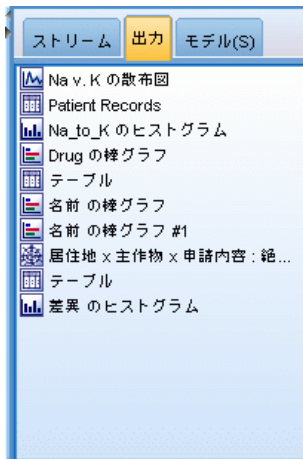 ストリーム 出力 モデル(S)
Na v. K の散布図
Patient Records
Na_to_K のヒストグラム
Drug の棒グラフ
テーブル
名前 の棒グラフ
名前 の棒グラフ #1
居住地 x 主作物 x 申請内容 : 絶...
テーブル
差異 のヒストグラム